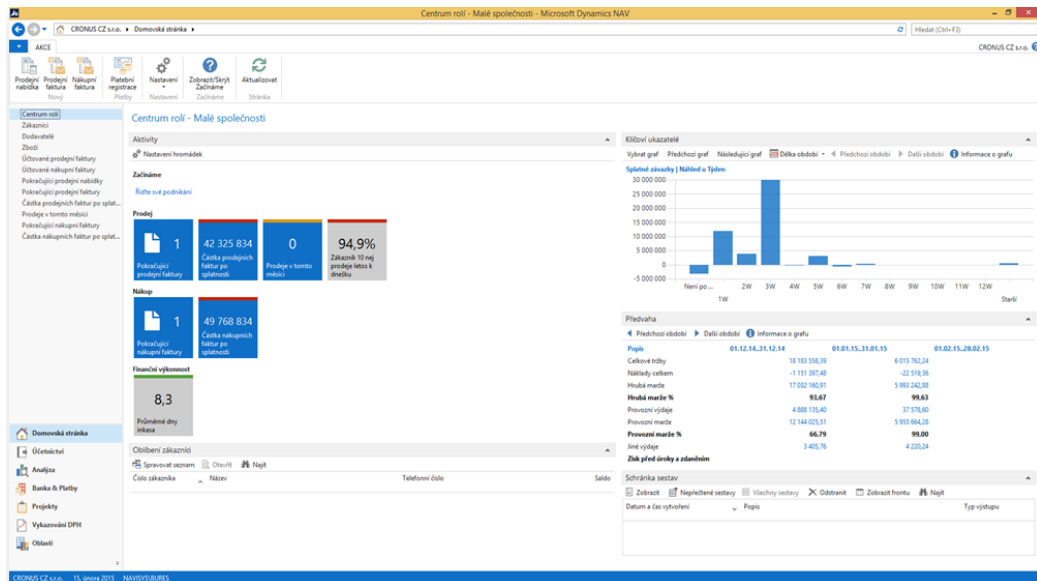 Centrum rolí - Malé společnosti - Microsoft Dynamics NAV
CRONUS CZ s.r.o. Domovská stránka
Hledat (Ctrl+F3)
AKCE
CRONUS CZ s.r.o.
Prodejní nabídka
Prodejní faktura
Nákupní faktura
Platební registrace
Nastavení
Zobrazit/Skrýt Začínáme
Aktualizovat
Nový
Platby
Nastavení
Začínáme
Stránka
Centrum rolí
Zákazníci
Dodavatelé
Zboží
Účtované prodejní faktury
Účtované nákupní faktury
Pokračující prodejní nabídky
Pokračující prodejní faktury
Částka prodejních faktur po splat...
Prodeje v tomto měsíci
Pokračující nákupní faktury
Částka nákupních faktur po splat...
Domovská stránka
Účetnictví
Analýza
Banka & Platby
Projekty
Vykazování DPH
Oblasti
Centrum rolí - Malé společnosti
Aktivity
Nastavení hromádek
Začínáme
Řiďte své podnikání
Prodej
1
Pokračující
prodejní faktury
42 325 834
Částka prodejních
faktur po
splatnosti
0
Prodeje v tomto
měsíci
94,9%
Zákazník 10 nej
prodeje letos k
dnešku
Nákup
1
Pokračující
nákupní faktury
49 768 834
Částka nákupních
faktur po
splatnosti
Finanční výkonnost
8,3
Průměrné dny
inkasa
Oblíbení zákazníci
Spravovat seznam Otevřít Najít
Číslo zákazníka Název Telefonní číslo Saldo
Klíčoví ukazatelé
Vybrat graf Předchozí graf Následující graf Délka období Předchozí období Další období Informace o grafu
Splatné závazky | Náhled u Týden
30 000 000
25 000 000
20 000 000
15 000 000
10 000 000
5 000 000
0
-5 000 000
Není po ... 2W 3W 4W 5W 6W 7W 8W 9W 10W 11W 12W
1W Starší
Předvaha
Předchozí období Další období Informace o grafu
Popis 01.12.14..31.12.14 01.01.15..31.01.15 01.02.15..28.02.15
Celkové tržby 18 183 558,39 6 015 762,24
Náklady celkem -1 151 397,48 -22 519,36
Hrubá marže 17 032 160,91 5 993 242,88
Hrubá marže % 93,67 99,63
Provozní výdaje 4 888 135,40 37 578,60
Provozní marže 12 144 025,51 5 955 664,28
Provozní marže % 66,79 99,00
Jiné výdaje 3 405,76 4 220,24
Zisk před úroky a zdaněním
Schránka sestav
Zobrazit Nepřečtené sestavy Všechny sestavy Odstranit Zobrazit frontu Najít
Datum a čas vytvoření Popis Typ výstupu
CRONUS CZ s.r.o. 15. února 2015 NAVISYS\BURES